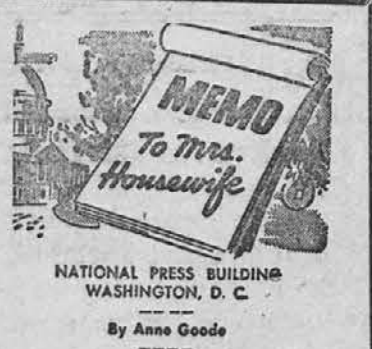 MEMO
To Mrs.
Housewife
NATIONAL PRESS BUILDING
WASHINGTON, D. C.
By Anne Goode